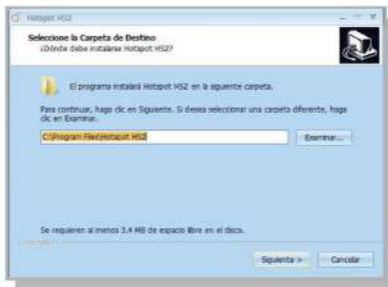 Hotspot HS2
Seleccione la Carpeta de Destino
¿Dónde debe instalarse Hotspot HS2?
El programa instalará Hotspot HS2 en la siguiente carpeta.
Para continuar, haga clic en Siguiente. Si desea seleccionar una carpeta diferente, haga
clic en Examinar.
C:\Program Files\Hotspot HS2
Examinar...
Se requieren al menos 3,4 MB de espacio libre en el disco.
Siguiente >
Cancelar